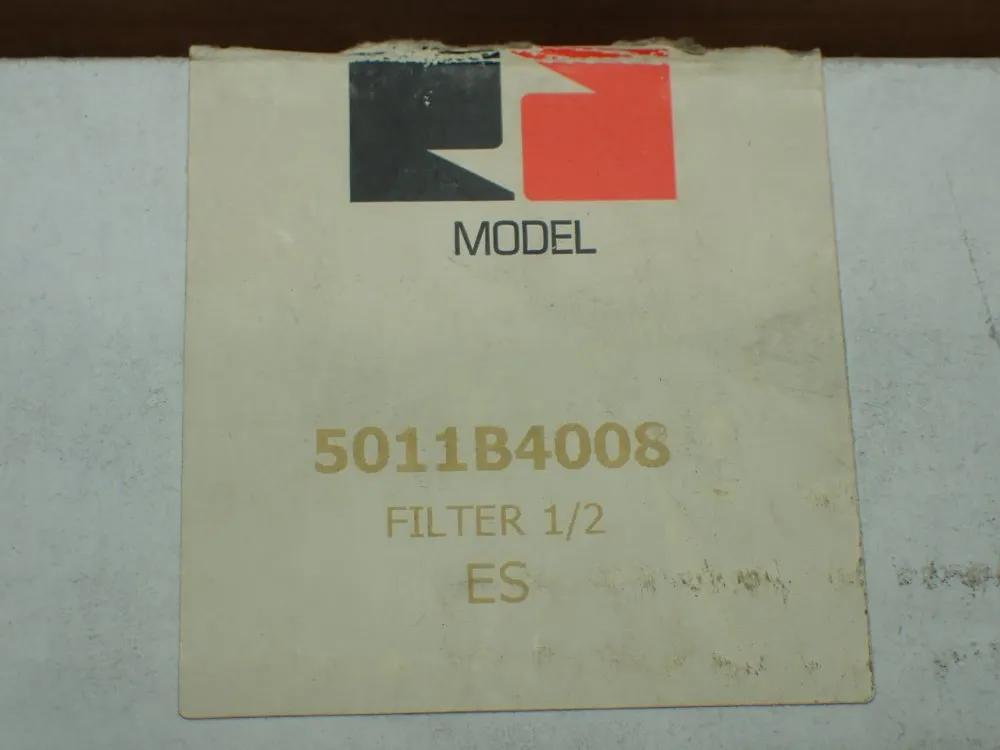 MODEL
5011B4008
FILTER 1/2
ES